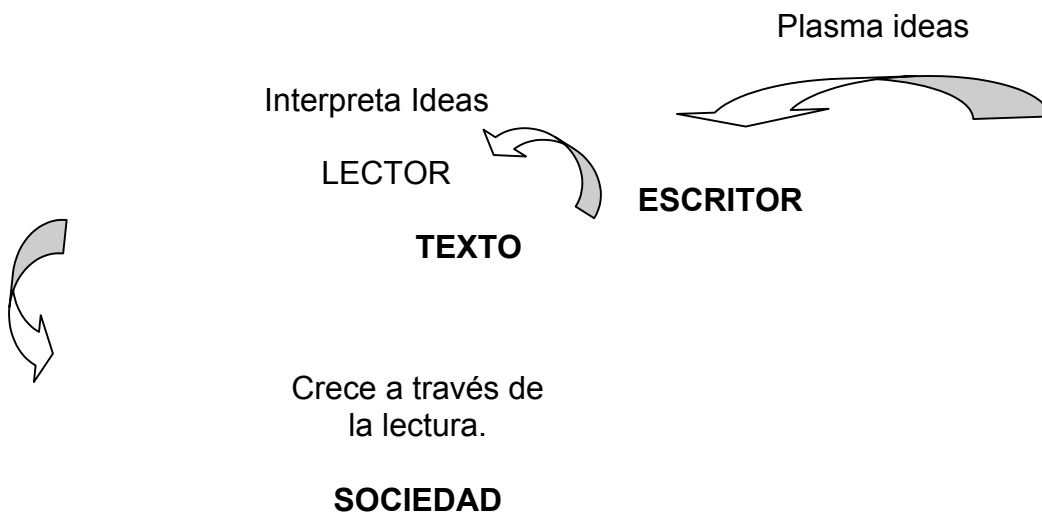 Plasma ideas
Interpreta Ideas
LECTOR
ESCRITOR
TEXTO
Crece a través de
la lectura.
SOCIEDAD